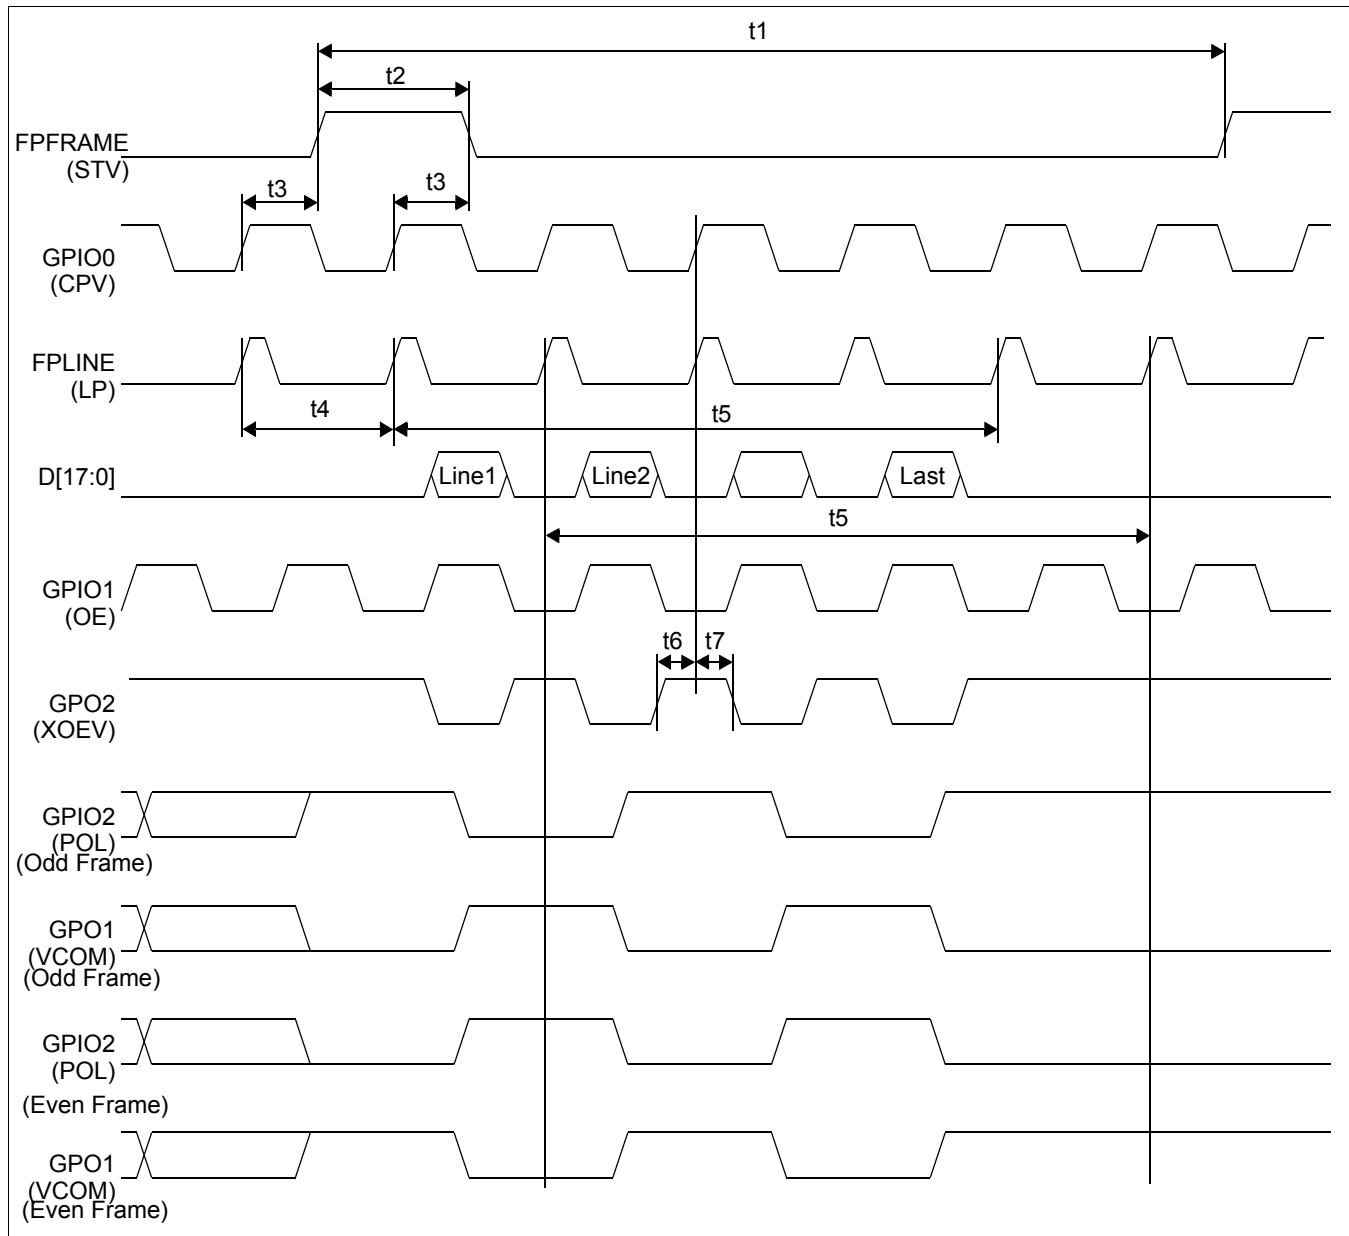 t1
t2
FPFRAME
(STV)
t3
t3
GPIO0
(CPV)
FPLINE
(LP)
t4
t5
D[17:0]
Line1
Line2
Last
t5
GPIO1
(OE)
t6
t7
GPO2
(XOEV)
GPIO2
(POL)
(Odd Frame)
GPO1
(VCOM)
(Odd Frame)
GPIO2
(POL)
(Even Frame)
GPO1
(VCOM)
(Even Frame)